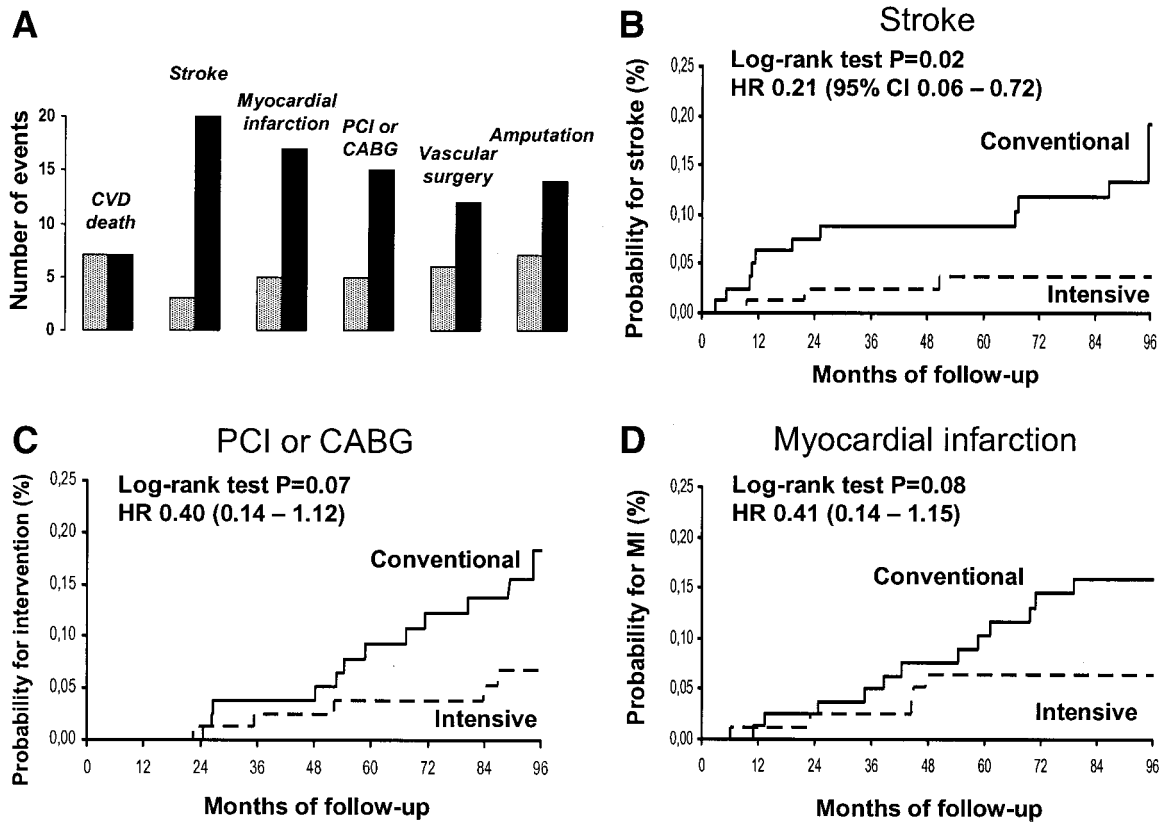 A
Number of events
20
15
10
5
0
CVD
death
Stroke
Myocardial
infarction
PCI or
CABG
Vascular
surgery
Amputation
B
Stroke
Log-rank test P=0.02
HR 0.21 (95% CI 0.06 – 0.72)
Probability for stroke (%)
0,25
0,20
0,15
0,10
0,05
0,00
Conventional
Intensive
0 12 24 36 48 60 72 84 96
Months of follow-up
C
PCI or CABG
Log-rank test P=0.07
HR 0.40 (0.14 – 1.12)
Probability for intervention (%)
0,25
0,20
0,15
0,10
0,05
0,00
Conventional
Intensive
0 12 24 36 48 60 72 84 96
Months of follow-up
D
Myocardial infarction
Log-rank test P=0.08
HR 0.41 (0.14 – 1.15)
Probability for MI (%)
0,25
0,20
0,15
0,10
0,05
0,00
Conventional
Intensive
0 12 24 36 48 60 72 84 96
Months of follow-up